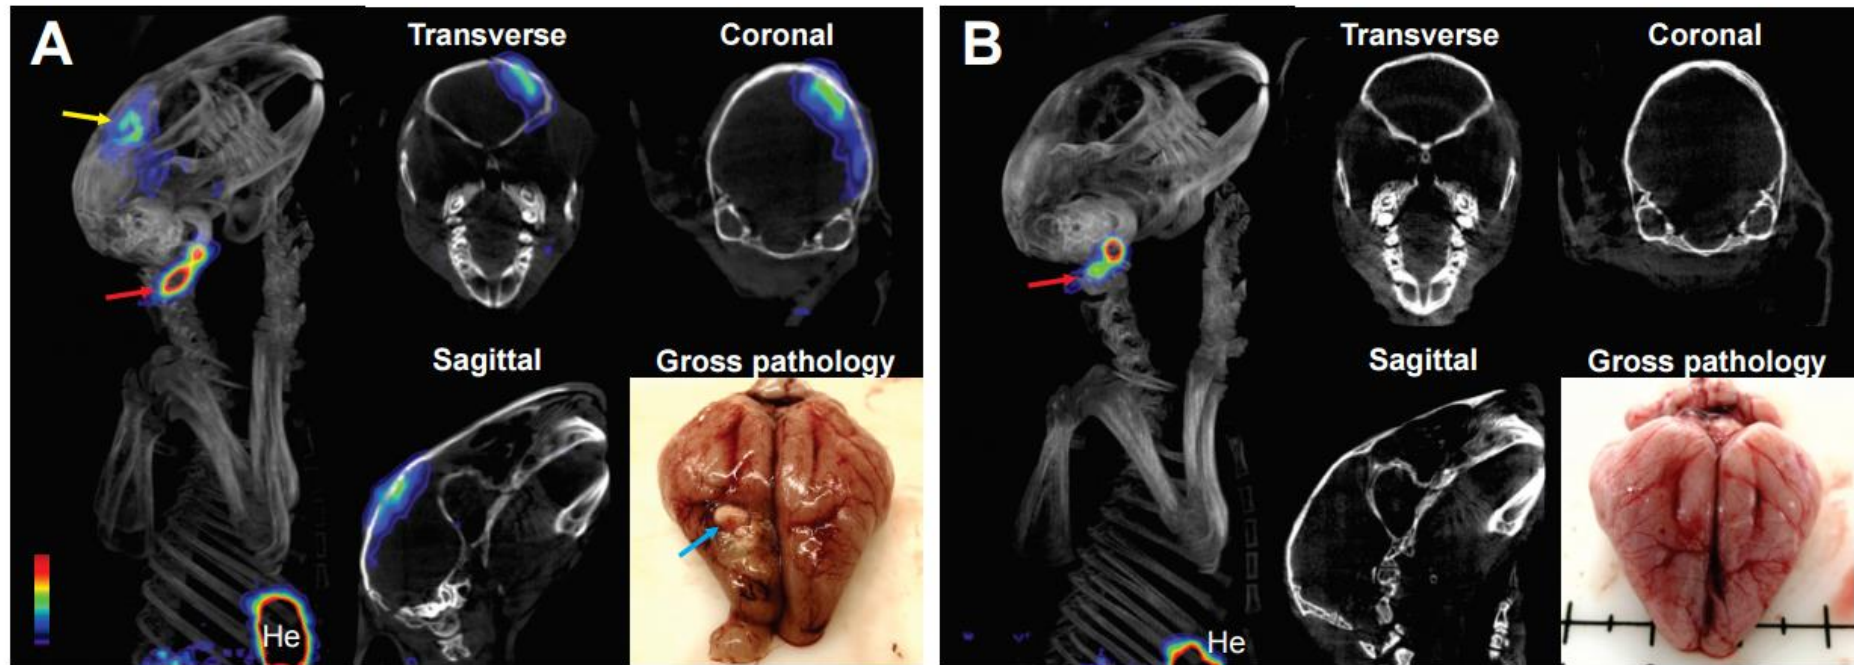 A
Transverse
Coronal
Sagittal
Gross pathology
He
B
Transverse
Coronal
Sagittal
Gross pathology
He